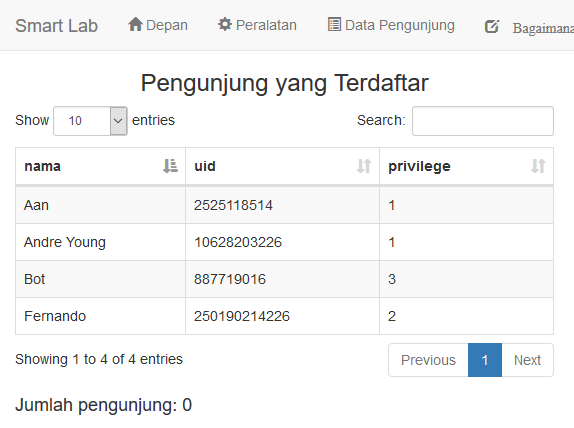 Smart Lab Depan Peralatan Data Pengunjung Bagaimana
Pengunjung yang Terdaftar
Show 10 entries Search:
nama uid privilege
Aan 2525118514 1
Andre Young 10628203226 1
Bot 887719016 3
Fernando 250190214226 2
Showing 1 to 4 of 4 entries Previous 1 Next
Jumlah pengunjung: 0